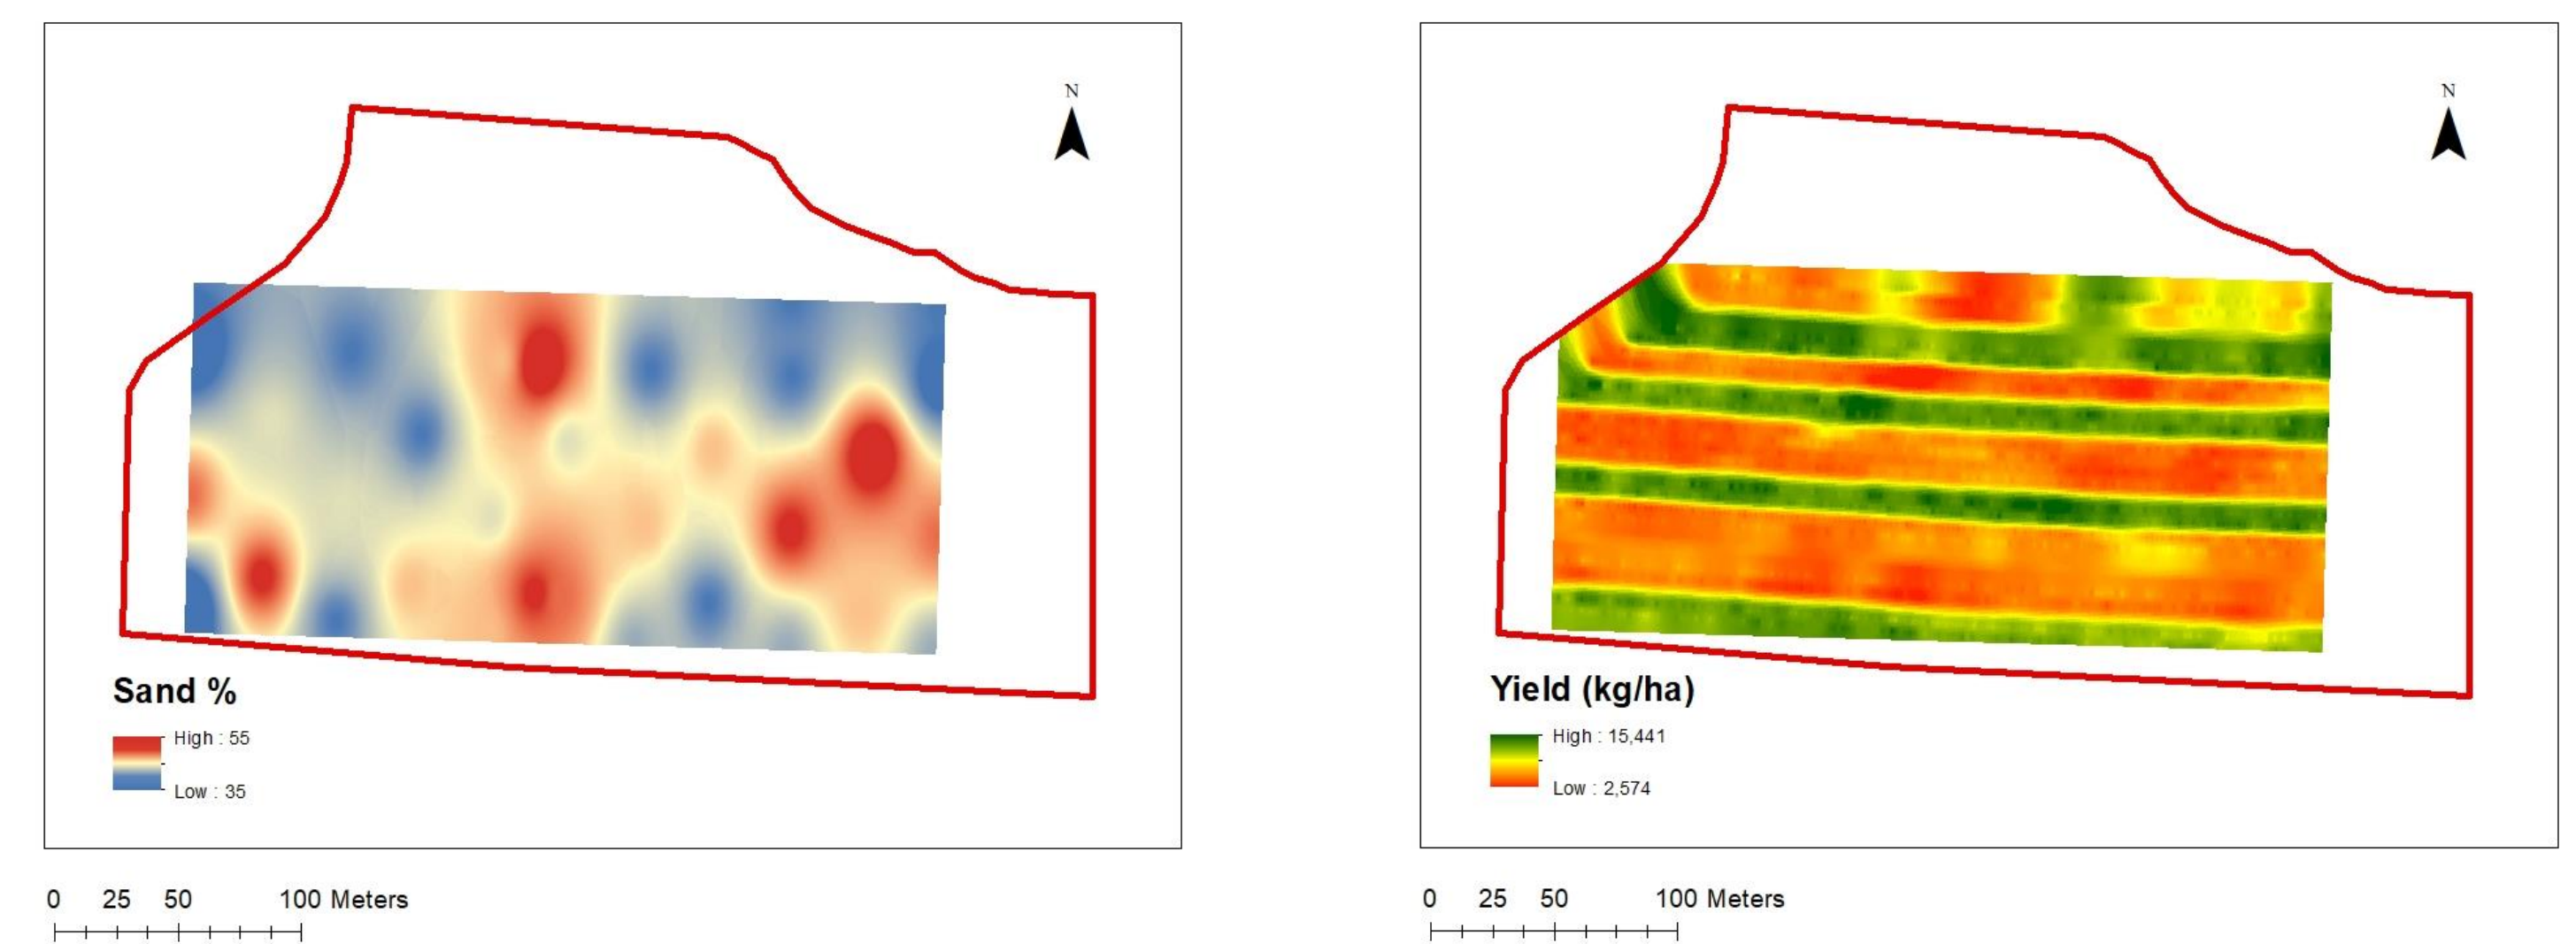 N
Sand %
High : 55
Low : 35
0 25 50 100 Meters
N
Yield (kg/ha)
High : 15,441
Low : 2,574
0 25 50 100 Meters